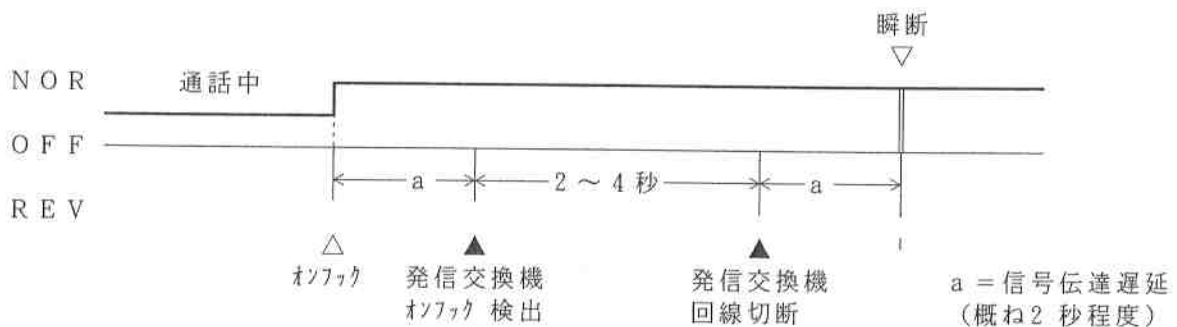 瞬断
NOR 通話中
OFF
a 2～4秒 a
REV
ｵﾝﾌｯｸ 発信交換機 発信交換機 a＝信号伝達遅延
ｵﾝﾌｯｸ 検出 回線切断 (概ね2 秒程度)